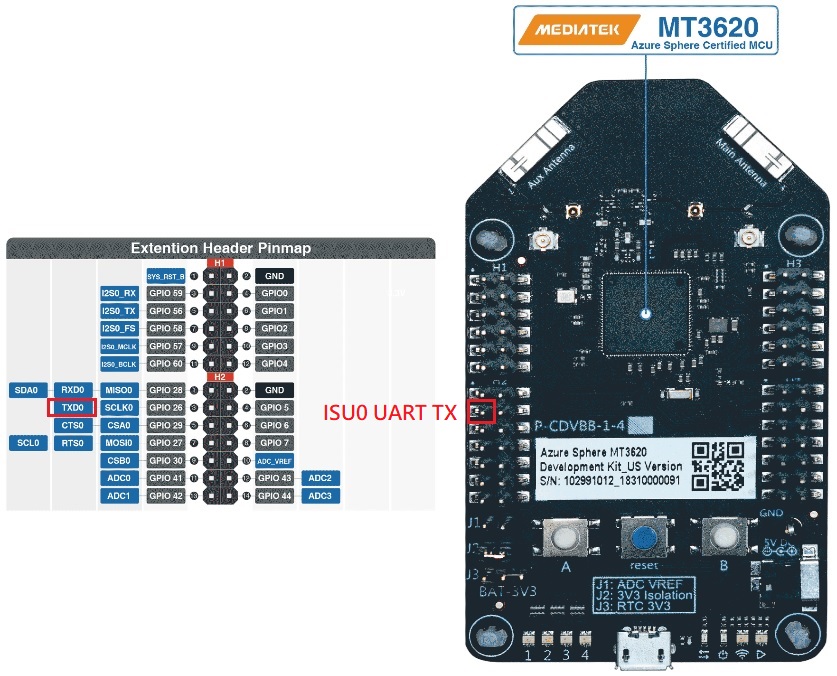 MEDIATEK MT3620
Azure Sphere Certified MCU
Aux Antenna
Main Antenna
Extention Header Pinmap
H1
SYS_RST_B 1 2 GND
I2S0_RX GPIO 59 3 4 GPIO0
I2S0_TX GPIO 56 5 6 GPIO1
I2S0_FS GPIO 58 7 8 GPIO2
I2S0_MCLK GPIO 57 9 10 GPIO3
I2S0_BCLK GPIO 60 11 12 GPIO4
H2
SDA0 RXD0 MISO0 GPIO 28 1 2 GND
TXD0 SCLK0 GPIO 26 3 4 GPIO 5
CTS0 CSA0 GPIO 29 5 6 GPIO 6
SCL0 RTS0 MOSI0 GPIO 27 7 8 GPIO 7
CSB0 GPIO 30 9 10 ADC_VREF
ADC0 GPIO 41 11 12 GPIO 43 ADC2
ADC1 GPIO 42 13 14 GPIO 44 ADC3
ISU0 UART TX
H1
H3
P-CDVBB-1-4
Azure Sphere MT3620
Development Kit_US Version
S/N: 102991012_18310000091
GND
5V DC
J1
J2
J3
A
reset
B
BAT-3V3
J1: ADC VREF
J2: 3V3 Isolation
J3: RTC 3V3
1 2 3 4